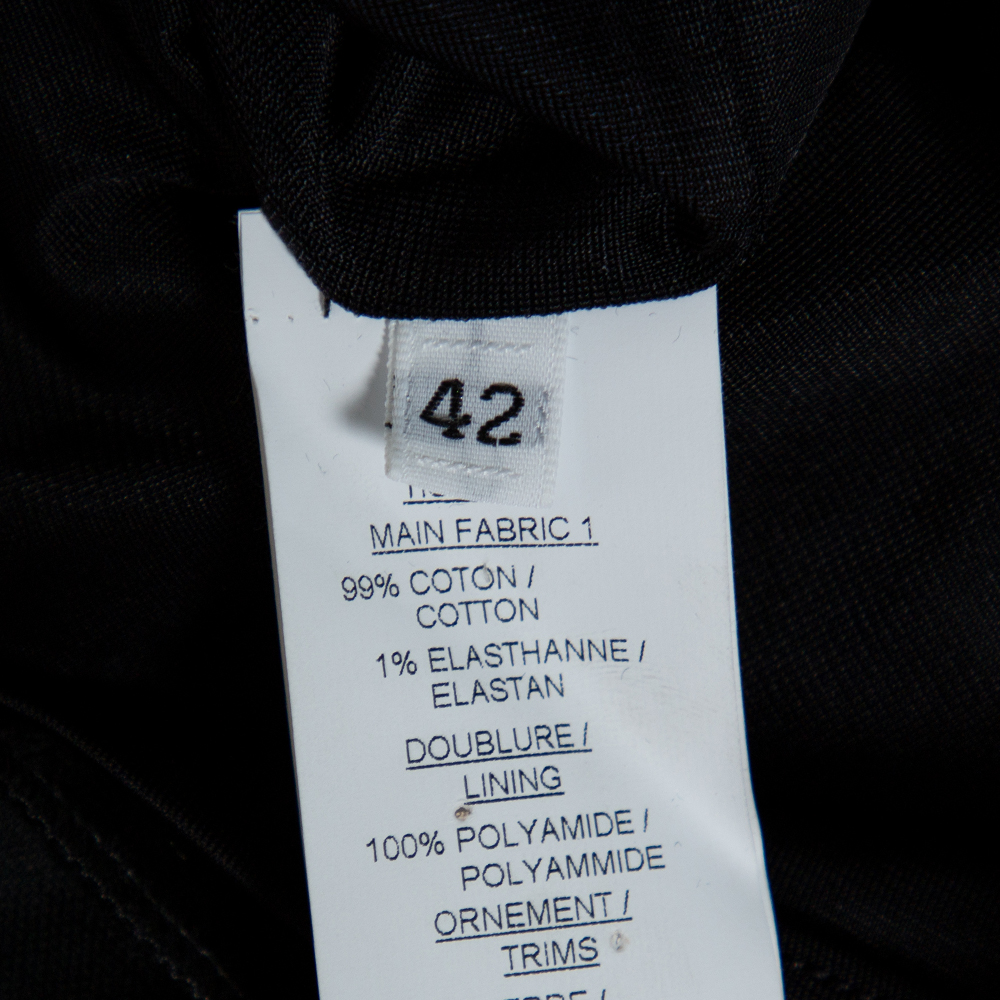 42
MAIN FABRIC 1
99% COTON /
COTTON
1% ELASTHANNE /
ELASTAN
DOUBLURE /
LINING
100% POLYAMIDE /
POLYAMMIDE
ORNEMENT /
TRIMS